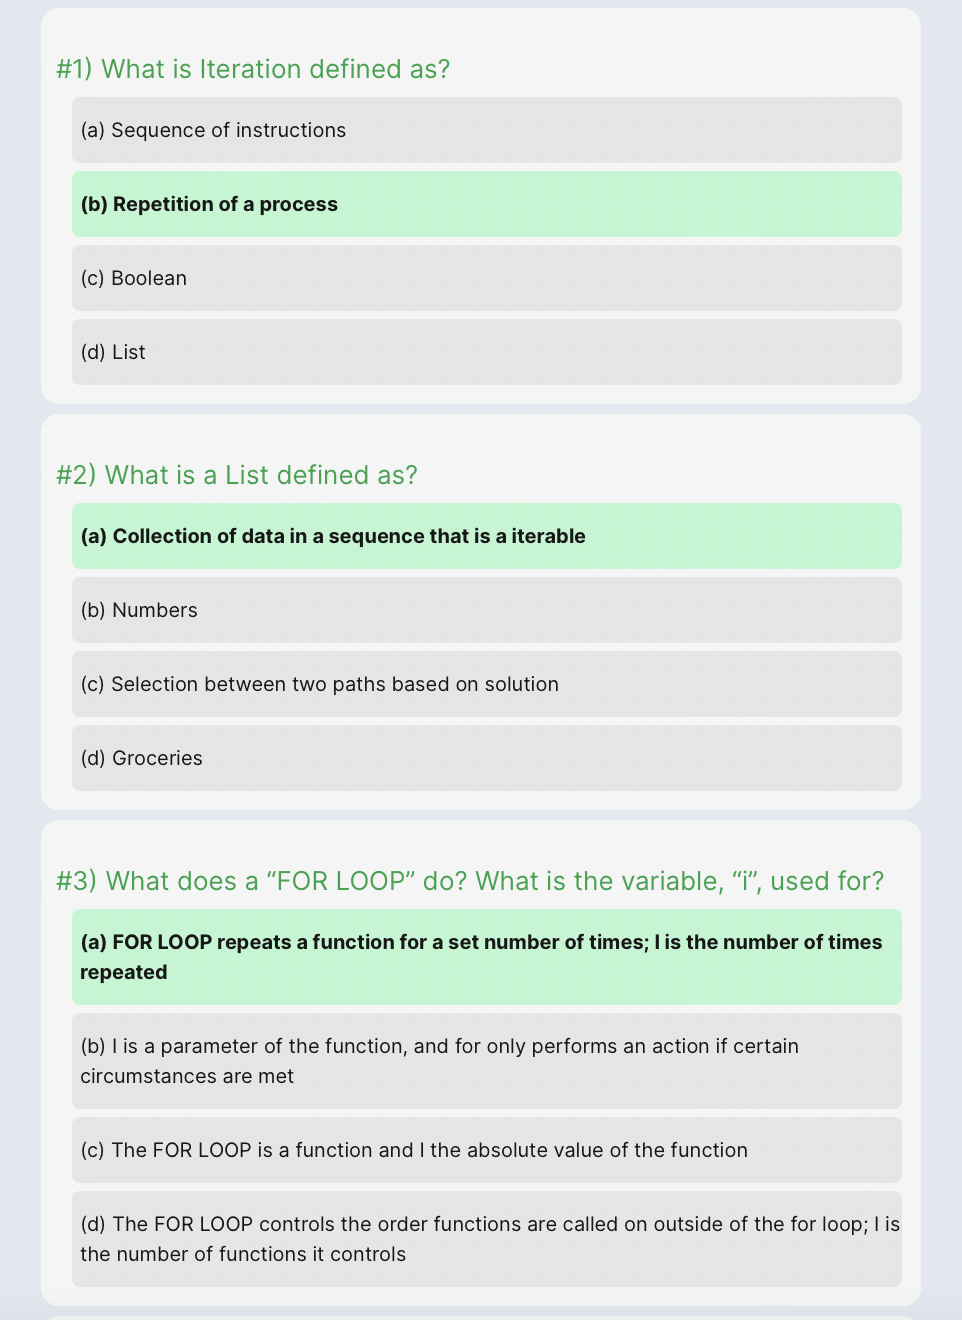 #1) What is Iteration defined as?
(a) Sequence of instructions
(b) Repetition of a process
(c) Boolean
(d) List
#2) What is a List defined as?
(a) Collection of data in a sequence that is a iterable
(b) Numbers
(c) Selection between two paths based on solution
(d) Groceries
#3) What does a “FOR LOOP” do? What is the variable, “i”, used for?
(a) FOR LOOP repeats a function for a set number of times; I is the number of times
repeated
(b) I is a parameter of the function, and for only performs an action if certain
circumstances are met
(c) The FOR LOOP is a function and I the absolute value of the function
(d) The FOR LOOP controls the order functions are called on outside of the for loop; I is
the number of functions it controls